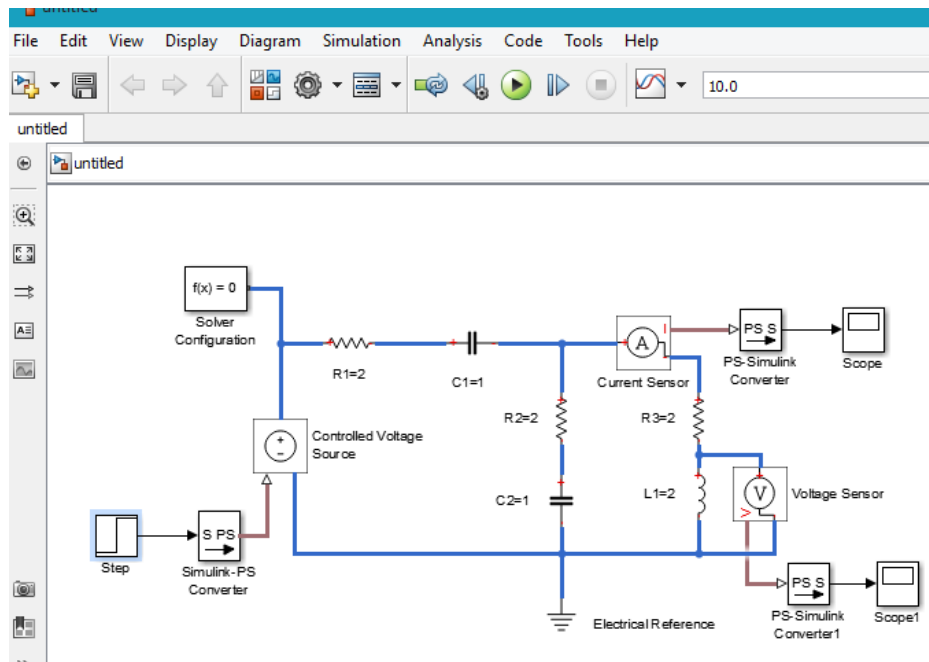 untitled
File Edit View Display Diagram Simulation Analysis Code Tools Help
10.0
untitled
untitled
f(x) = 0
Solver
Configuration
R1=2
C1=1
A
I
Current Sensor
PS S
PS-Simulink
Converter
Scope
R2=2
R3=2
Controlled Voltage
Source
C2=1
L1=2
V
Voltage Sensor
Step
S PS
Simulink-PS
Converter
PS S
PS-Simulink
Converter1
Scope1
Electrical Reference